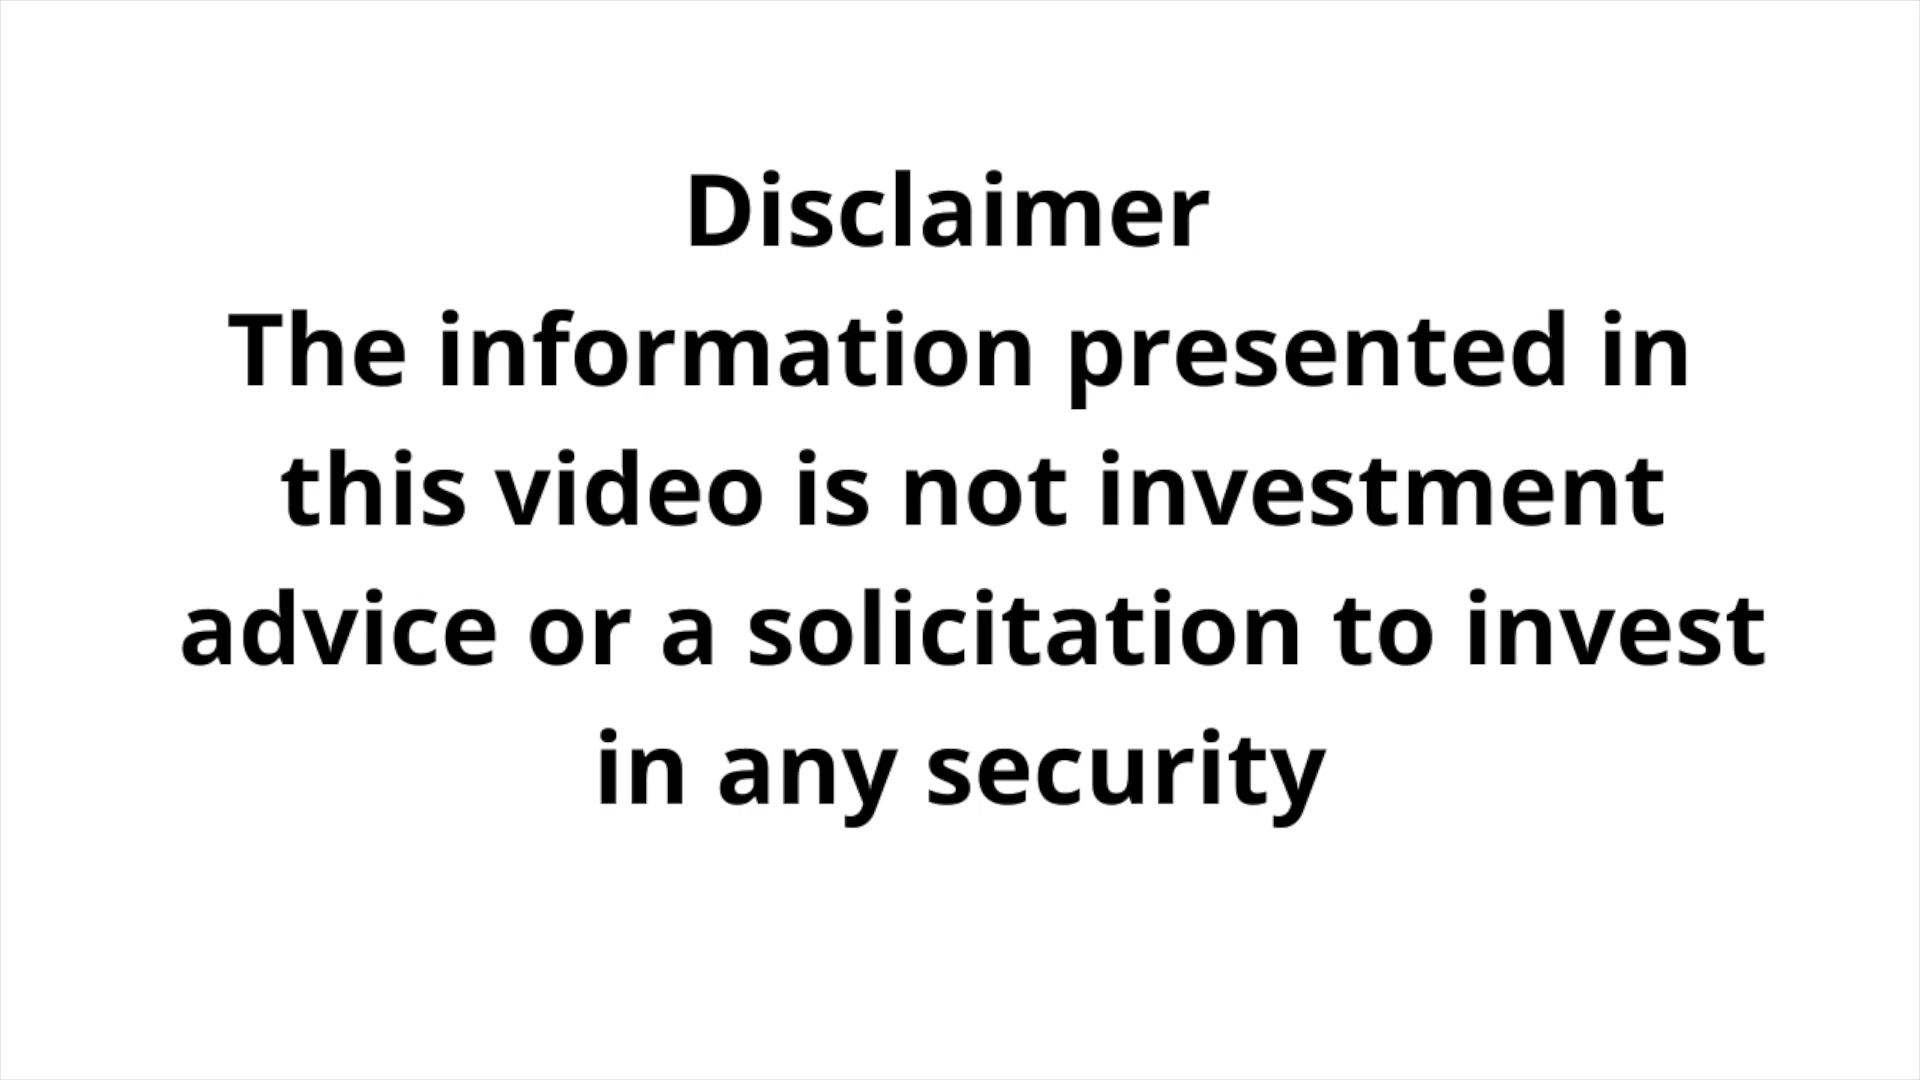 Disclaimer
The information presented in
this video is not investment
advice or a solicitation to invest
in any security